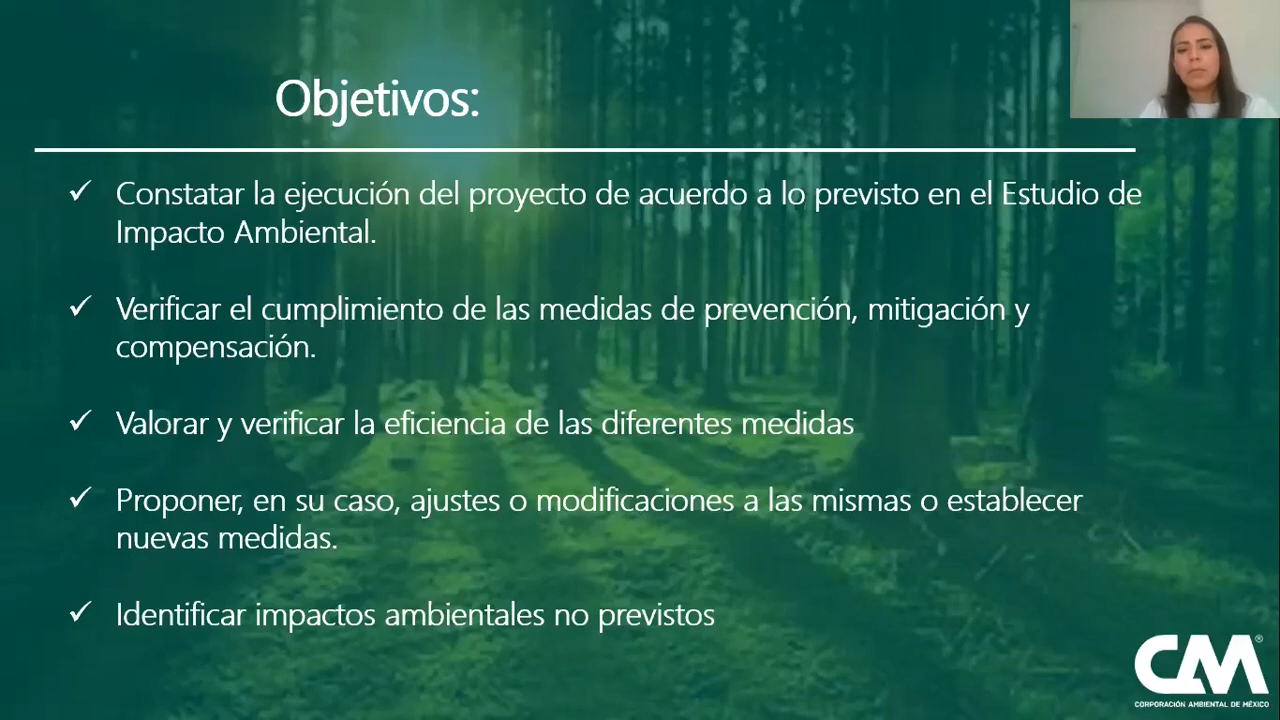 Objetivos:
✓ Constatar la ejecución del proyecto de acuerdo a lo previsto en el Estudio de
Impacto Ambiental.
✓ Verificar el cumplimiento de las medidas de prevención, mitigación y
compensación.
✓ Valorar y verificar la eficiencia de las diferentes medidas
✓ Proponer, en su caso, ajustes o modificaciones a las mismas o establecer
nuevas medidas.
✓ Identificar impactos ambientales no previstos
CAM®
CORPORACIÓN AMBIENTAL DE MÉXICO